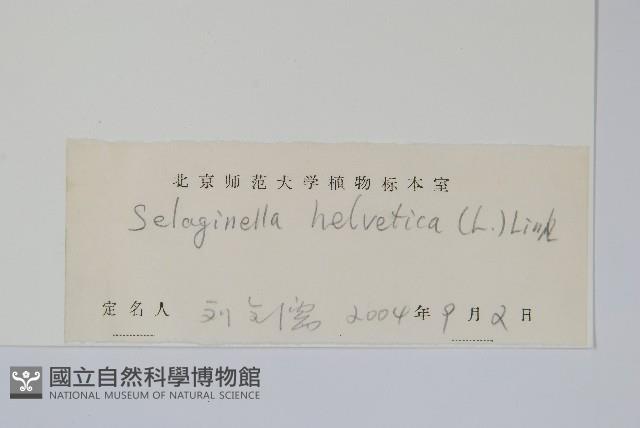 北京师范大学植物标本室
Selaginella helvetica (L.) Link
定名人 刘 2004年9月2日
國立自然科學博物館
NATIONAL MUSEUM OF NATURAL SCIENCE